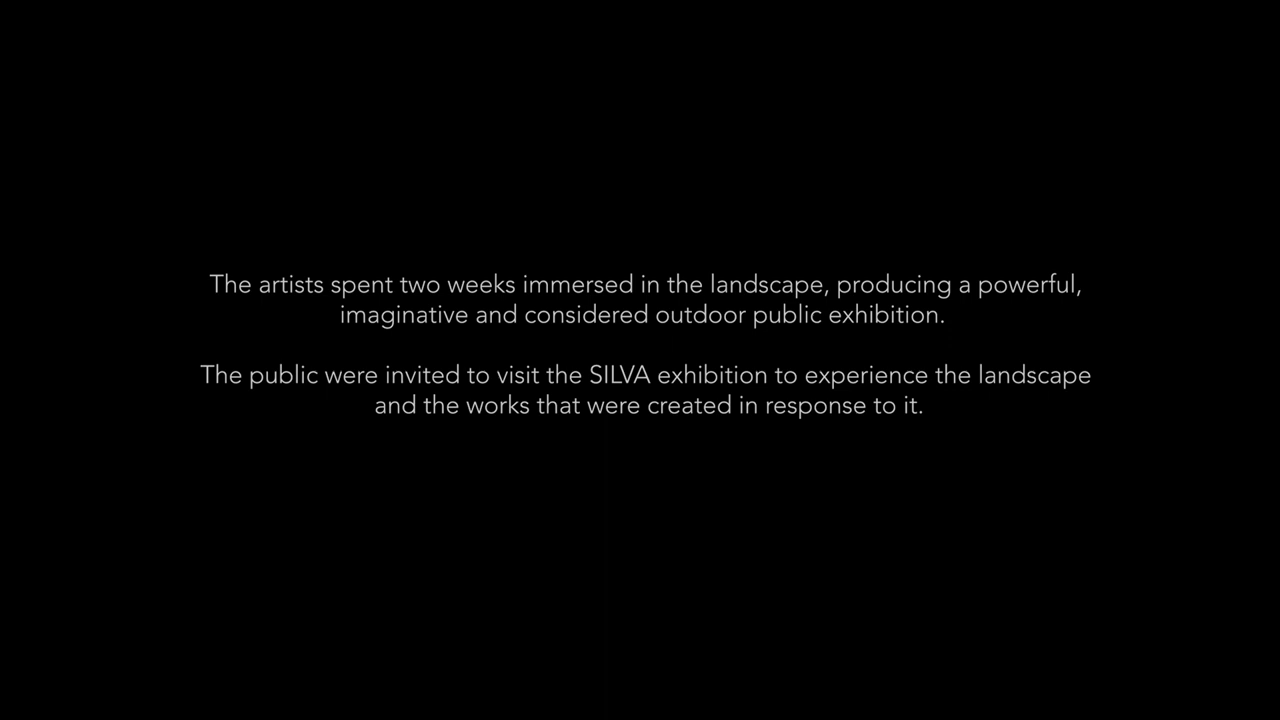 The artists spent two weeks immersed in the landscape, producing a powerful,
imaginative and considered outdoor public exhibition.
The public were invited to visit the SILVA exhibition to experience the landscape
and the works that were created in response to it.